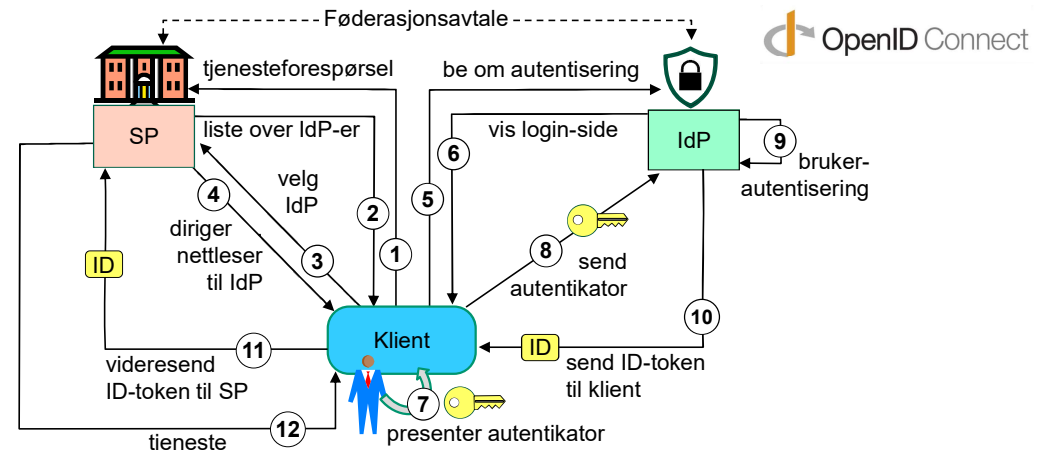 Føderasjonsavtale
OpenID Connect
tjenesteforespørsel
be om autentisering
SP
liste over IdP-er
vis login-side
IdP
9
bruker-
autentisering
6
4
velg
IdP
2
5
diriger
nettleser
til IdP
3
1
8
send
autentikator
ID
10
Klient
11
ID
videresend
ID-token til SP
send ID-token
til klient
7
12
presenter autentikator
tjeneste